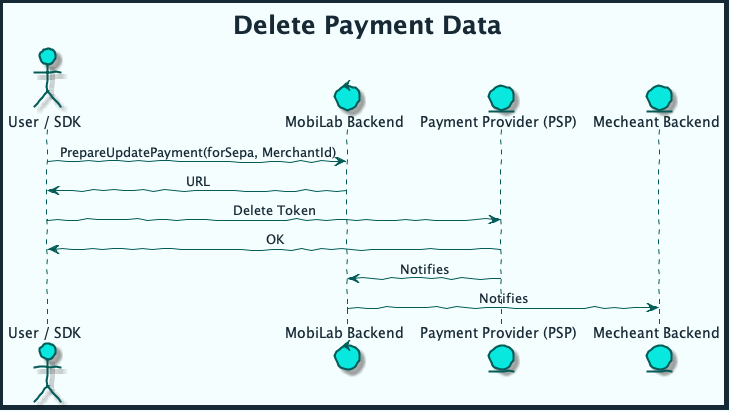 Delete Payment Data
User / SDK
MobiLab Backend
Payment Provider (PSP)
Mecheant Backend
PrepareUpdatePayment(forSepa, MerchantId)
URL
Delete Token
OK
Notifies
Notifies
User / SDK
MobiLab Backend
Payment Provider (PSP)
Mecheant Backend